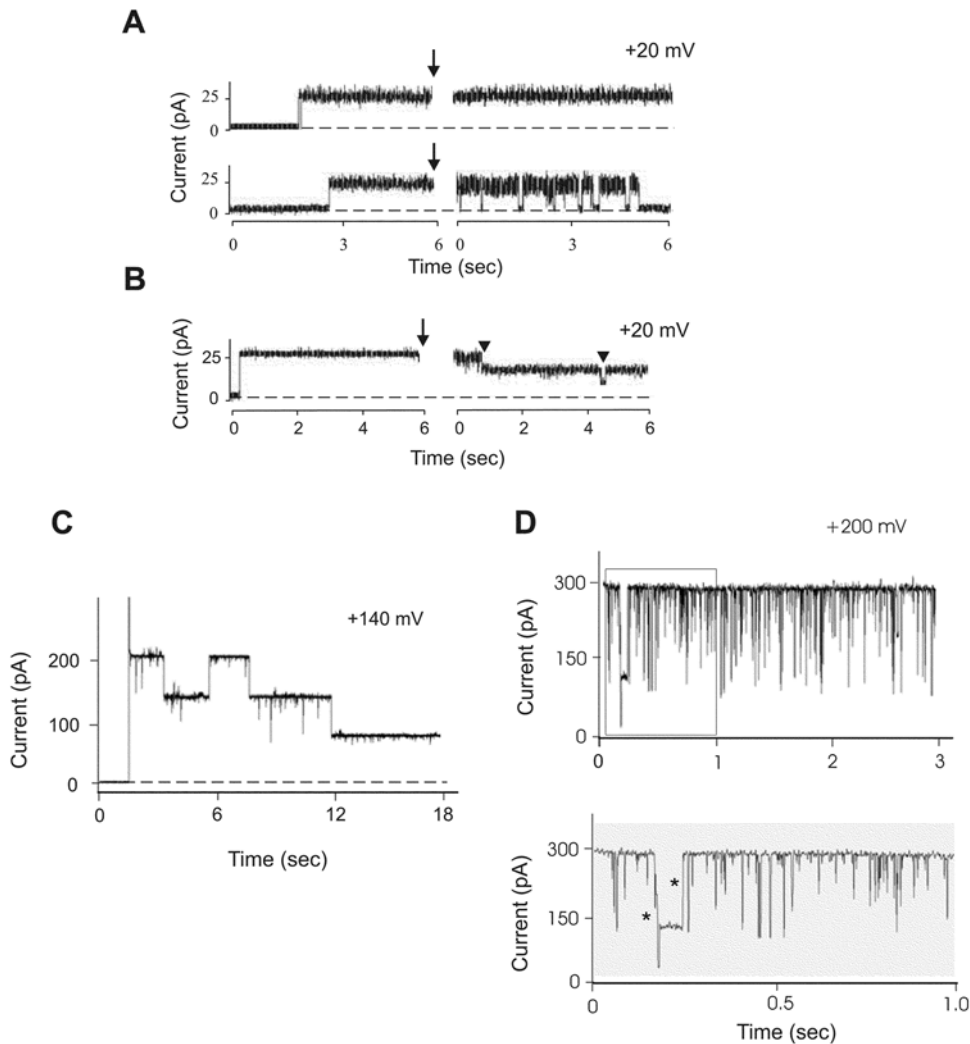 A
+20 mV
Current (pA)
25
0
25
0
0 3 6 0 3 6
Time (sec)
B
+20 mV
Current (pA)
25
0
0 2 4 6 0 2 4 6
Time (sec)
C
+140 mV
Current (pA)
200
100
0
0 6 12 18
Time (sec)
D
+200 mV
Current (pA)
300
150
0
0 1 2 3
Current (pA)
300
150
0
*
*
0 0.5 1.0
Time (sec)